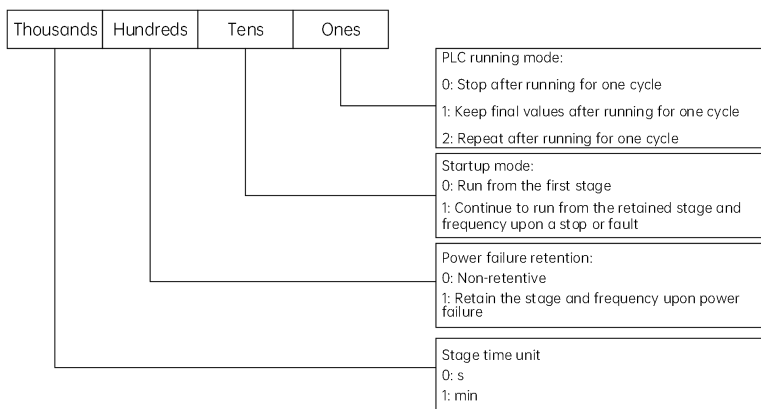 Thousands Hundreds Tens Ones
PLC running mode:
0: Stop after running for one cycle
1: Keep final values after running for one cycle
2: Repeat after running for one cycle
Startup mode:
0: Run from the first stage
1: Continue to run from the retained stage and
frequency upon a stop or fault
Power failure retention:
0: Non-retentive
1: Retain the stage and frequency upon power
failure
Stage time unit
0: s
1: min